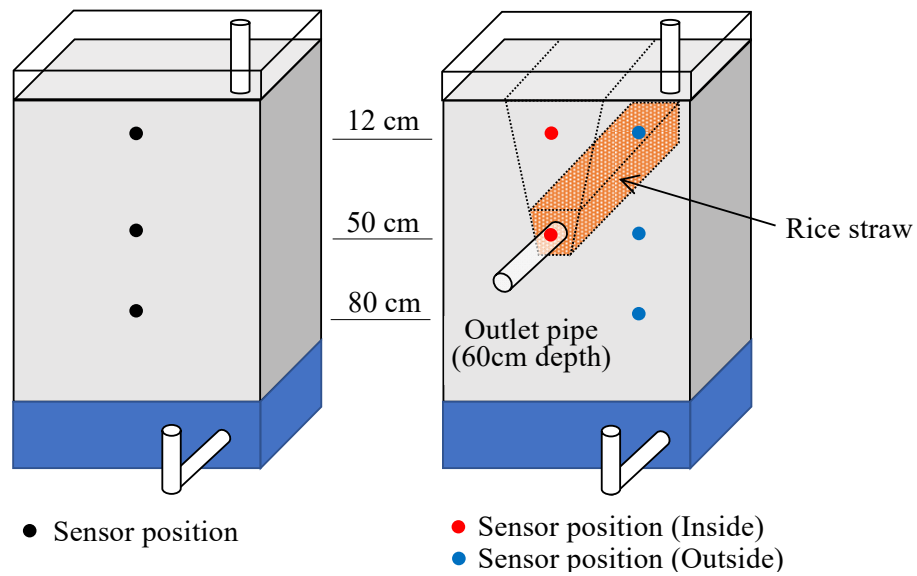 12 cm
50 cm
80 cm
Rice straw
Outlet pipe
(60cm depth)
Sensor position
Sensor position (Inside)
Sensor position (Outside)